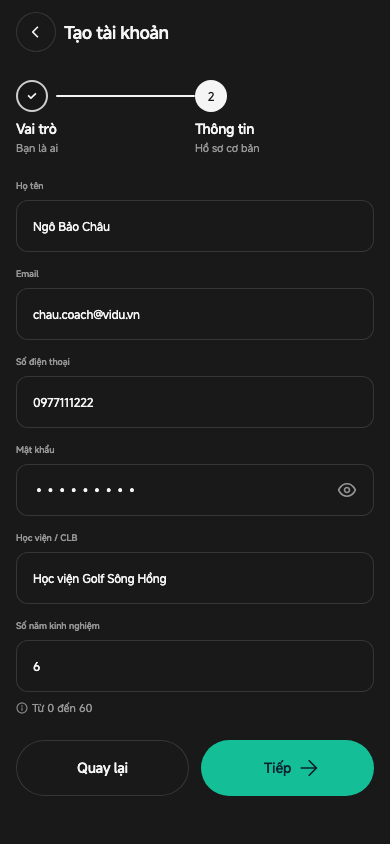 Tạo tài khoản
2
Vai trò
Thông tin
Bạn là ai
Hồ sơ cơ bản
Họ tên
Ngô Bảo Châu
Email
chau.coach@vidu.vn
Số điện thoại
0977111222
Mật khẩu
•••••••••
Học viện / CLB
Học viện Golf Sông Hồng
Số năm kinh nghiệm
6
Từ 0 đến 60
Quay lại
Tiếp